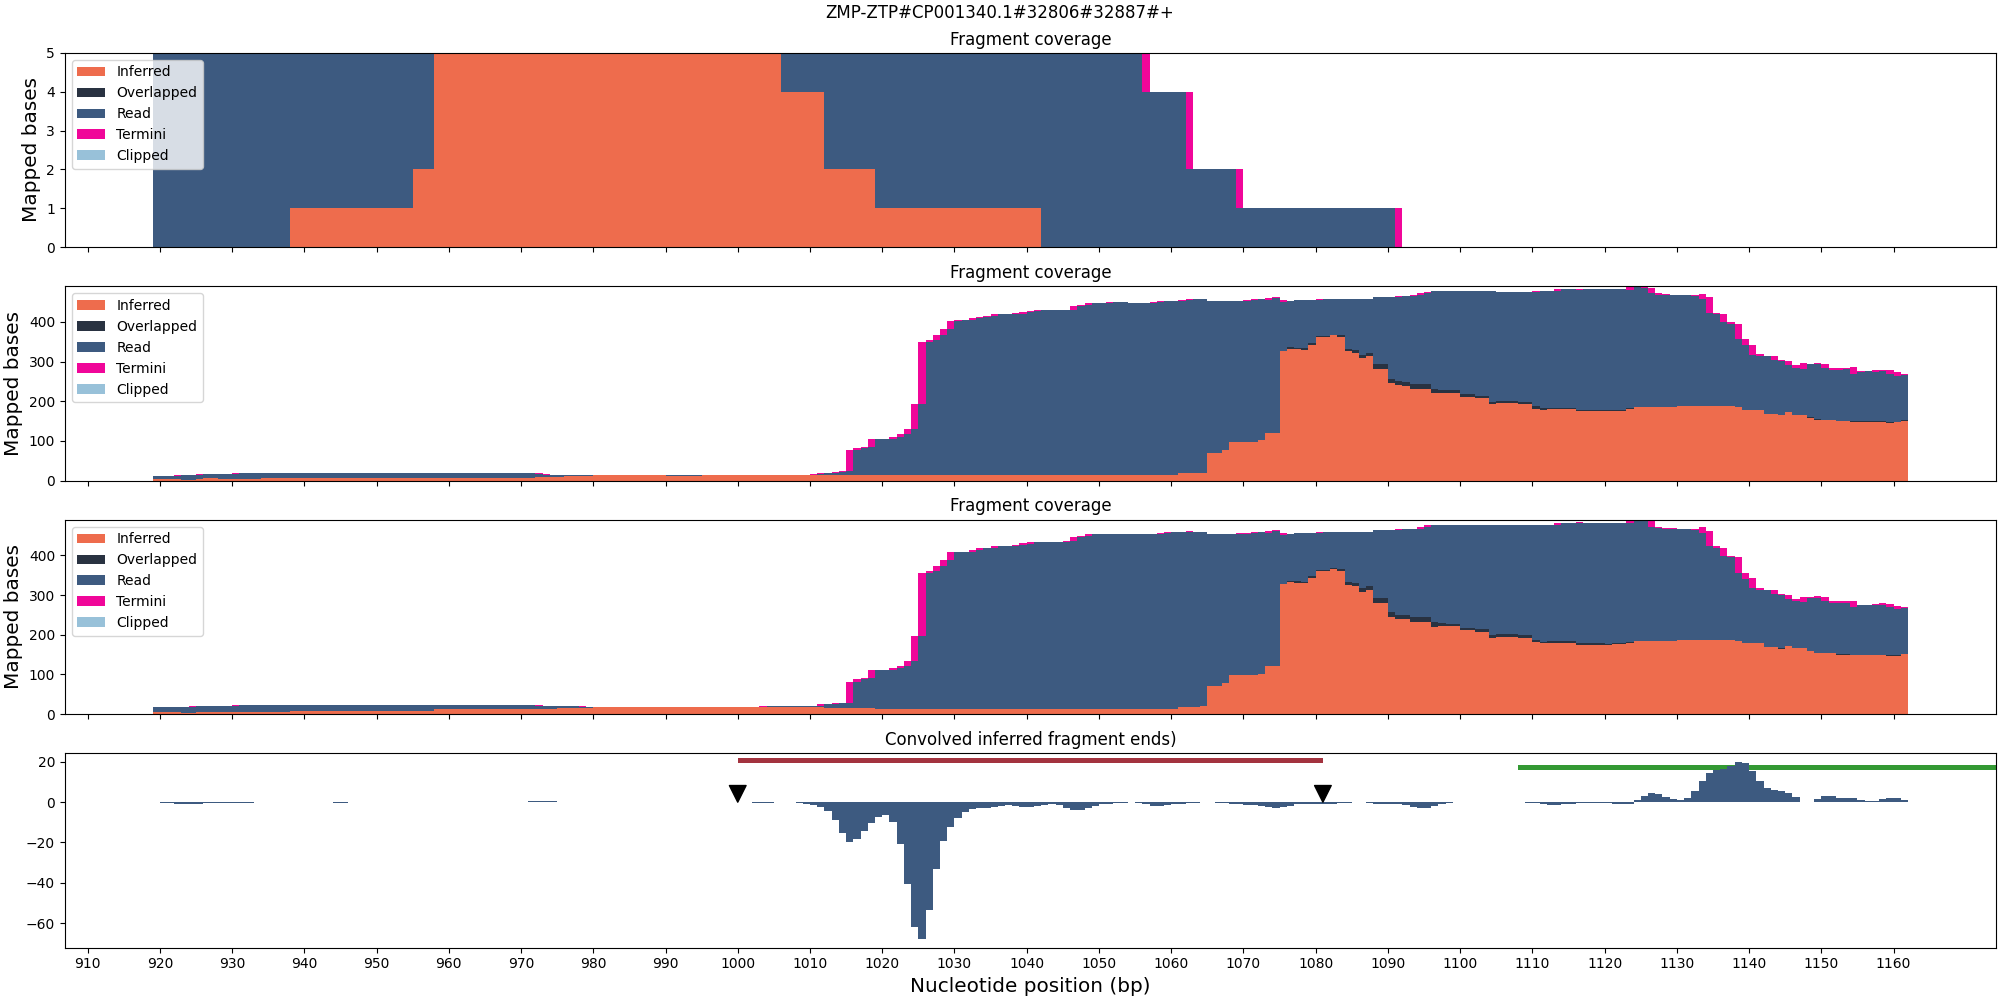 ZMP-ZTP#CP001340.1#32806#32887#+
Fragment coverage
Mapped bases
5
4
3
2
1
0
Inferred
Overlapped
Read
Termini
Clipped
Fragment coverage
Mapped bases
400
300
200
100
0
Inferred
Overlapped
Read
Termini
Clipped
Fragment coverage
Mapped bases
400
300
200
100
0
Inferred
Overlapped
Read
Termini
Clipped
Convolved inferred fragment ends)
20
0
−20
−40
−60
910 920 930 940 950 960 970 980 990 1000 1010 1020 1030 1040 1050 1060 1070 1080 1090 1100 1110 1120 1130 1140 1150 1160
Nucleotide position (bp)